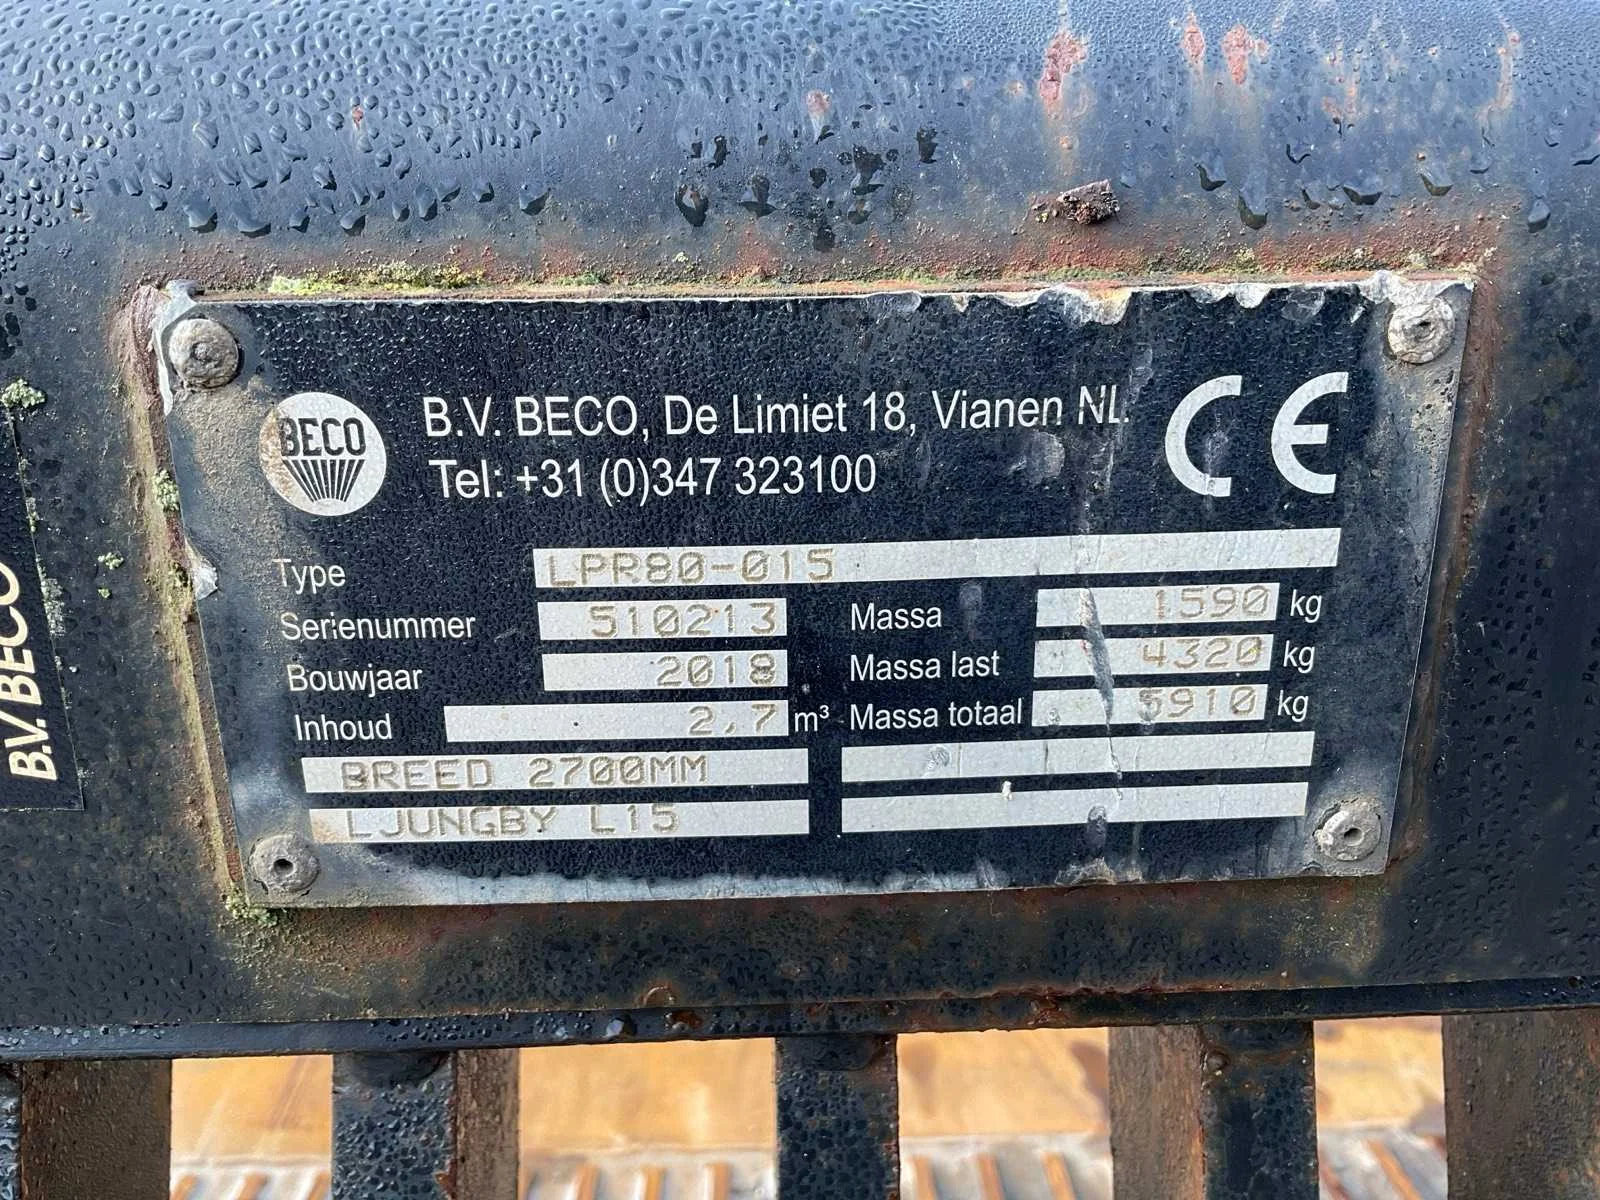 BECO
B.V. BECO, De Limiet 18, Vianen NL.
Tel: +31 (0)347 323100
CE
Type LPR80-015
Serienummer 510213
Massa 1590 kg
Bouwjaar 2018
Massa last 4320 kg
Inhoud 2,7 m³
Massa totaal 5910 kg
BREED 2700MM
LJUNGBY L15
B.V. BECO